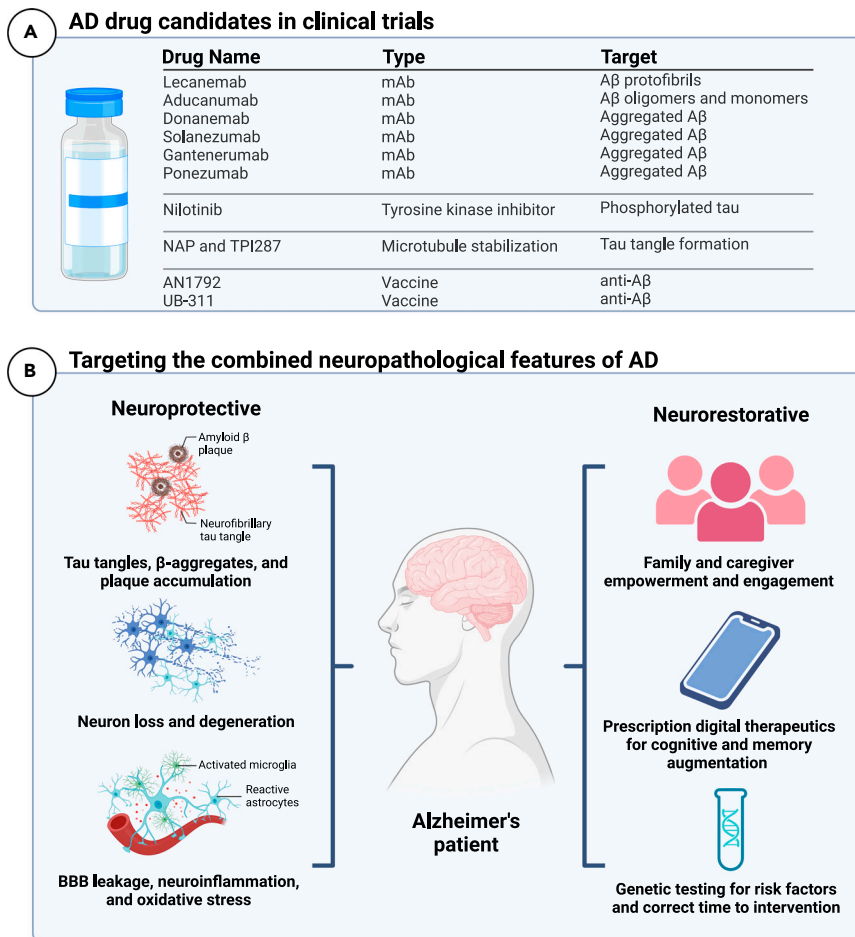 A
AD drug candidates in clinical trials
Drug Name Type Target
Lecanemab mAb Aβ protofibrils
Aducanumab mAb Aβ oligomers and monomers
Donanemab mAb Aggregated Aβ
Solanezumab mAb Aggregated Aβ
Gantenerumab mAb Aggregated Aβ
Ponezumab mAb Aggregated Aβ
Nilotinib Tyrosine kinase inhibitor Phosphorylated tau
NAP and TPI287 Microtubule stabilization Tau tangle formation
AN1792 Vaccine anti-Aβ
UB-311 Vaccine anti-Aβ
B
Targeting the combined neuropathological features of AD
Neuroprotective
Amyloid β
plaque
Neurofibrillary
tau tangle
Tau tangles, β-aggregates, and
plaque accumulation
Neuron loss and degeneration
Activated microglia
Reactive
astrocytes
BBB leakage, neuroinflammation,
and oxidative stress
Alzheimer's
patient
Neurorestorative
Family and caregiver
empowerment and engagement
Prescription digital therapeutics
for cognitive and memory
augmentation
Genetic testing for risk factors
and correct time to intervention